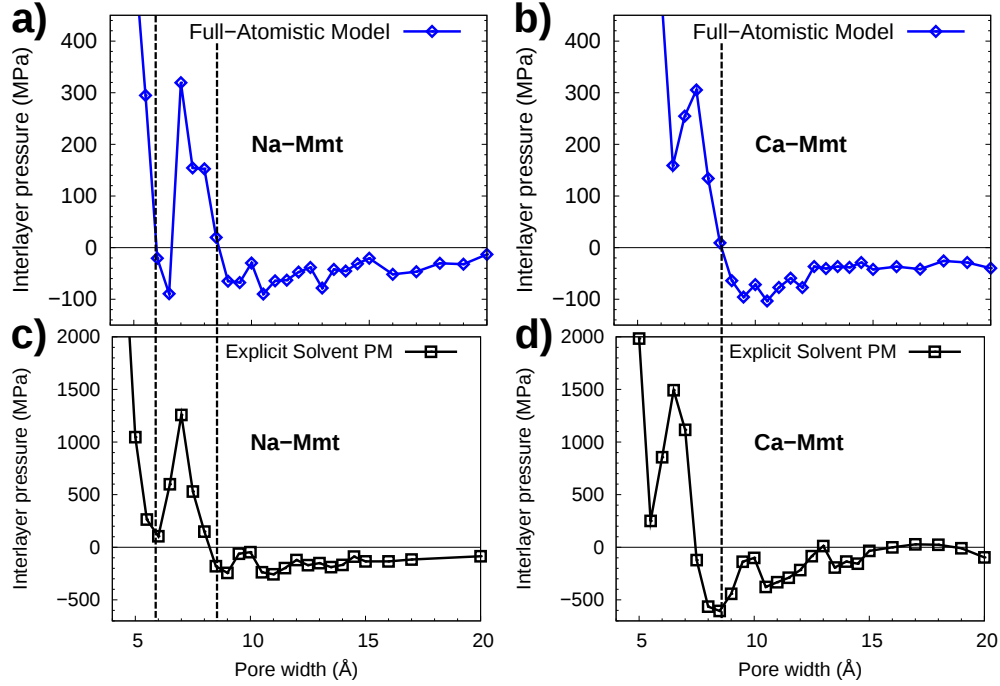 a)
Interlayer pressure (MPa)
400
300
200
100
0
−100
Full−Atomistic Model
Na−Mmt
b)
Interlayer pressure (MPa)
400
300
200
100
0
−100
Full−Atomistic Model
Ca−Mmt
c)
Interlayer pressure (MPa)
2000
1500
1000
500
0
−500
Explicit Solvent PM
Na−Mmt
5 10 15 20
Pore width (Å)
d)
Interlayer pressure (MPa)
2000
1500
1000
500
0
−500
Explicit Solvent PM
Ca−Mmt
5 10 15 20
Pore width (Å)